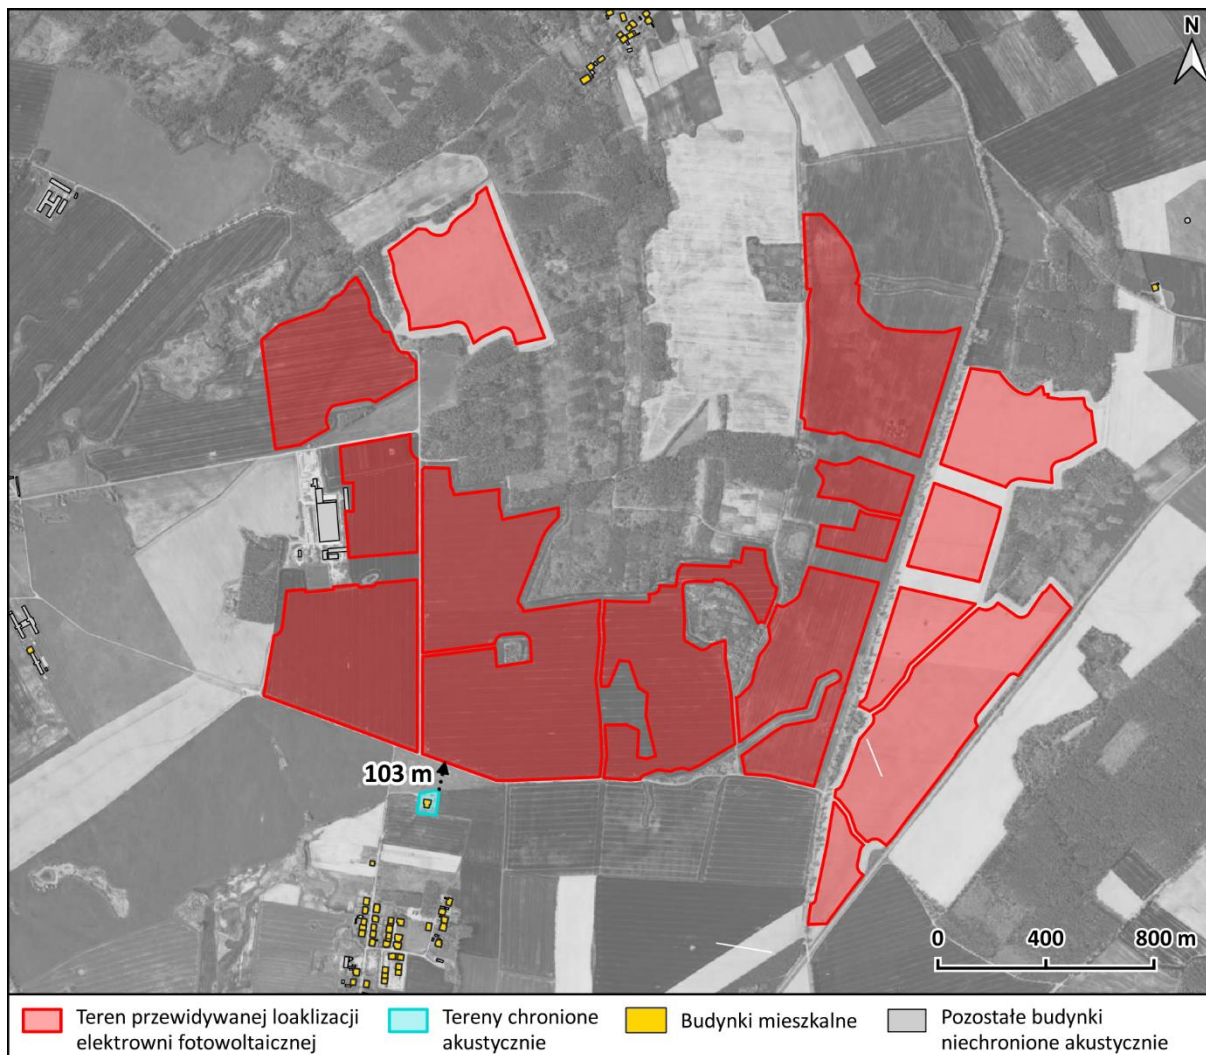 N
103 m
0 400 800 m
Teren przewidywanej loaklizacji
elektrowni fotowoltaicznej
Tereny chronione
akustycznie
Budynki mieszkalne
Pozostałe budynki
niechronione akustycznie